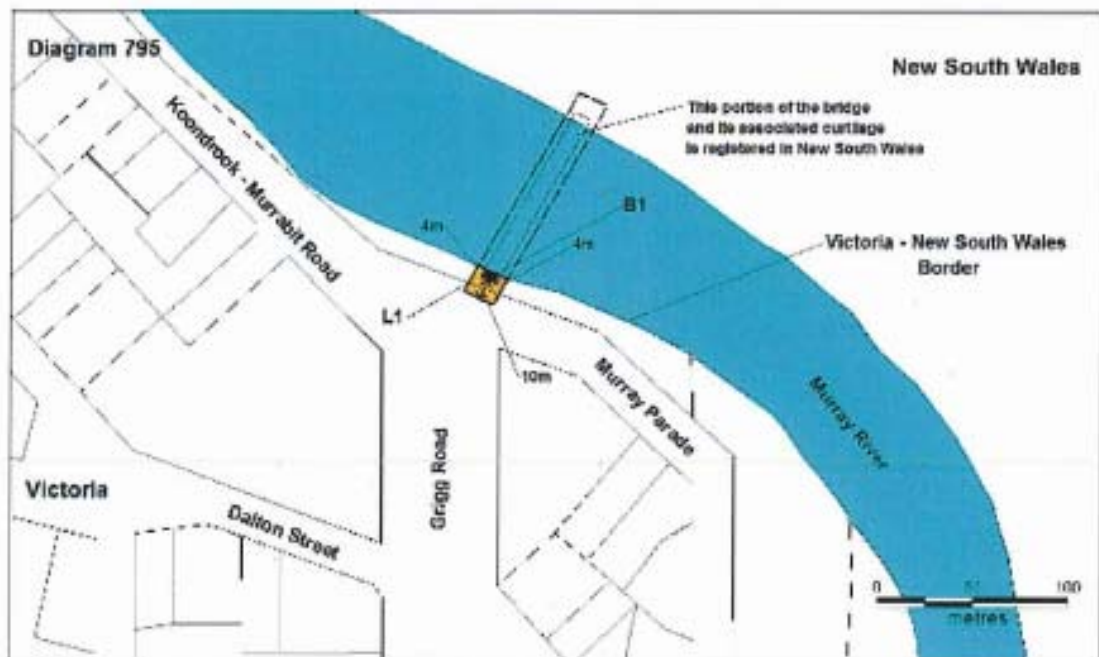 Diagram 795
New South Wales
This portion of the bridge
and its associated curtilage
is registered in New South Wales
Koondrook - Murrabit Road
B1
4m
4m
Victoria - New South Wales
Border
L1
10m
Murray Parade
Murray River
Grigg Road
Victoria
Dalton Street
0
100
metres